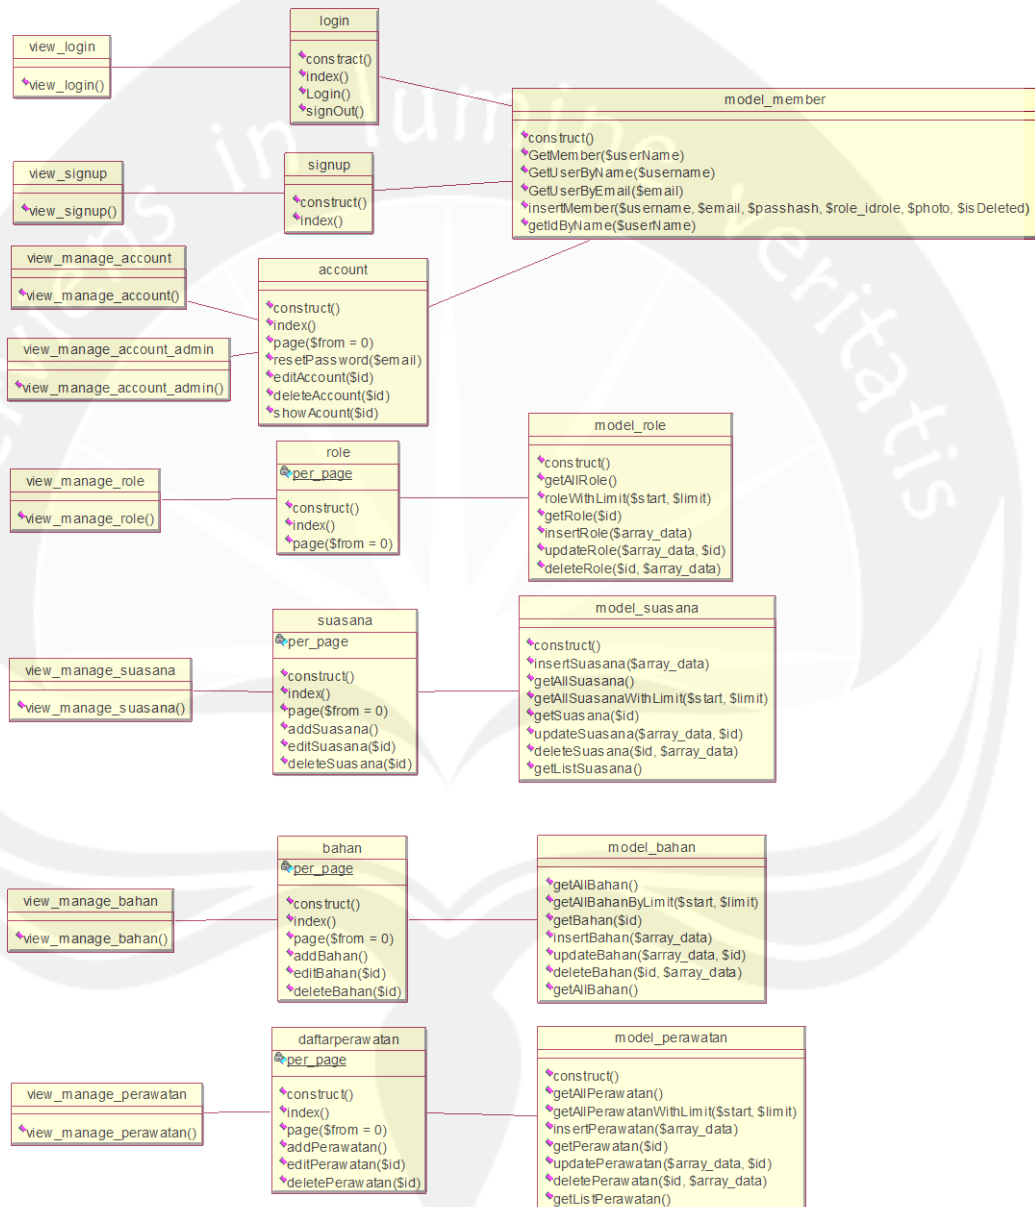 view_login
view_login()
login
constract()
index()
Login()
signOut()
model_member
construct()
GetMember($userName)
GetUserByName($username)
GetUserByEmail($email)
insertMember($username, $email, $passhash, $role_idrole, $photo, $isDeleted)
getIdByName($userName)
view_signup
view_signup()
signup
construct()
index()
view_manage_account
view_manage_account()
account
construct()
index()
page($from = 0)
resetPassword($email)
editAccount($id)
deleteAccount($id)
showAcount($id)
view_manage_account_admin
view_manage_account_admin()
view_manage_role
view_manage_role()
role
per_page
construct()
index()
page($from = 0)
model_role
construct()
getAllRole()
roleWithLimit($start, $limit)
getRole($id)
insertRole($array_data)
updateRole($array_data, $id)
deleteRole($id, $array_data)
view_manage_suasana
view_manage_suasana()
suasana
per_page
construct()
index()
page($from = 0)
addSuasana()
editSuasana($id)
deleteSuasana($id)
model_suasana
construct()
insertSuasana($array_data)
getAllSuasana()
getAllSuasanaWithLimit($start, $limit)
getSuasana($id)
updateSuasana($array_data, $id)
deleteSuasana($id, $array_data)
getListSuasana()
view_manage_bahan
view_manage_bahan()
bahan
per_page
construct()
index()
page($from = 0)
addBahan()
editBahan($id)
deleteBahan($id)
model_bahan
getAllBahan()
getAllBahanByLimit($start, $limit)
getBahan($id)
insertBahan($array_data)
updateBahan($array_data, $id)
deleteBahan($id, $array_data)
getAllBahan()
view_manage_perawatan
view_manage_perawatan()
daftarperawatan
per_page
construct()
index()
page($from = 0)
addPerawatan()
editPerawatan($id)
deletePerawatan($id)
model_perawatan
construct()
getAllPerawatan()
getAllPerawatanWithLimit($start, $limit)
insertPerawatan($array_data)
getPerawatan($id)
updatePerawatan($array_data, $id)
deletePerawatan($id, $array_data)
getListPerawatan()
in lumine veritatis